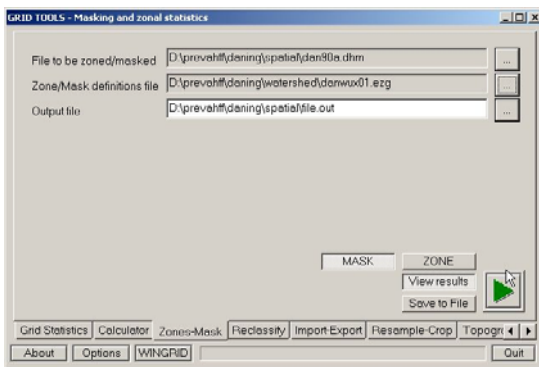 GRID TOOLS - Masking and zonal statistics
File to be zoned/masked D:\prevahff\daning\spatial\dan90a.dhm ...
Zone/Mask definitions file D:\prevahff\daning\watershed\danwux01.ezg ...
Output file D:\prevahff\daning\spatial\file.out ...
MASK ZONE
View results
Save to File
Grid Statistics Calculator Zones-Mask Reclassify Import-Export Resample-Crop Topogr
About Options WINGRID Quit